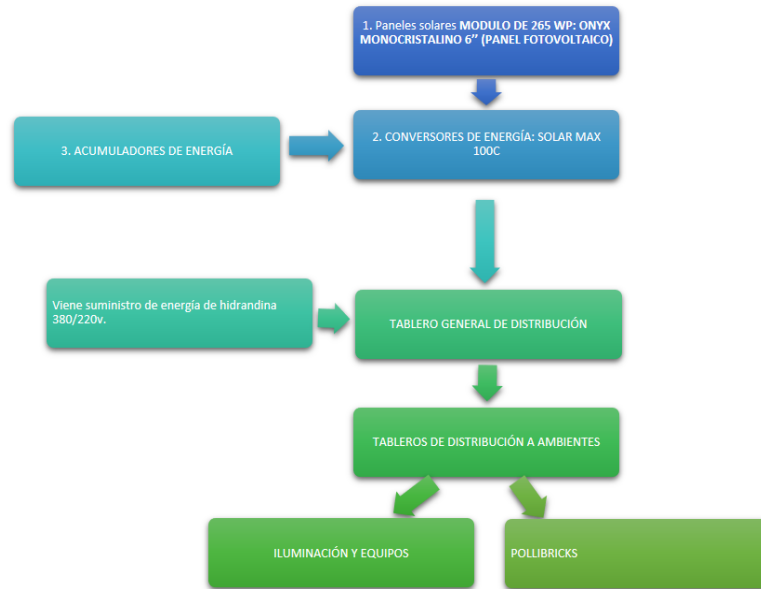 1. Paneles solares MODULO DE 265 WP: ONYX
MONOCRISTALINO 6’’ (PANEL FOTOVOLTAICO)
3. ACUMULADORES DE ENERGÍA
2. CONVERSORES DE ENERGÍA: SOLAR MAX
100C
Viene suministro de energía de hidrandina
380/220v.
TABLERO GENERAL DE DISTRIBUCIÓN
TABLEROS DE DISTRIBUCIÓN A AMBIENTES
ILUMINACIÓN Y EQUIPOS
POLLIBRICKS